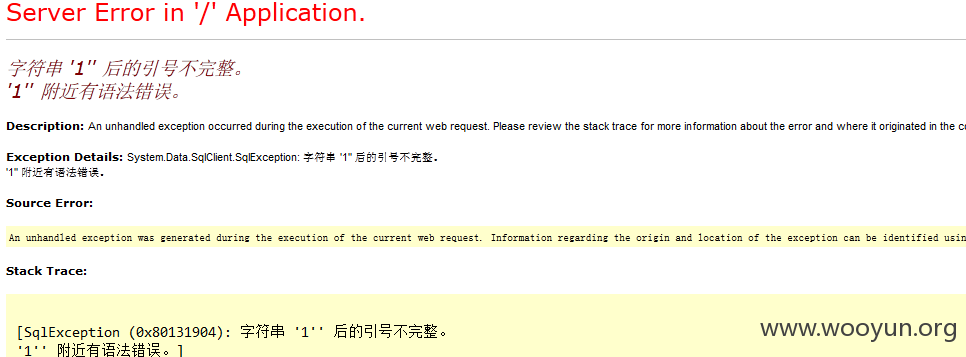 Server Error in '/' Application.
字符串 '1'' 后的引号不完整。
'1'' 附近有语法错误。
Description: An unhandled exception occurred during the execution of the current web request. Please review the stack trace for more information about the error and where it originated in the
Exception Details: System.Data.SqlClient.SqlException: 字符串 '1'' 后的引号不完整。
'1'' 附近有语法错误。
Source Error:
An unhandled exception was generated during the execution of the current web request. Information regarding the origin and location of the exception can be identified
Stack Trace:
[SqlException (0x80131904): 字符串 '1'' 后的引号不完整。
'1'' 附近有语法错误。]
www.wooyun.org